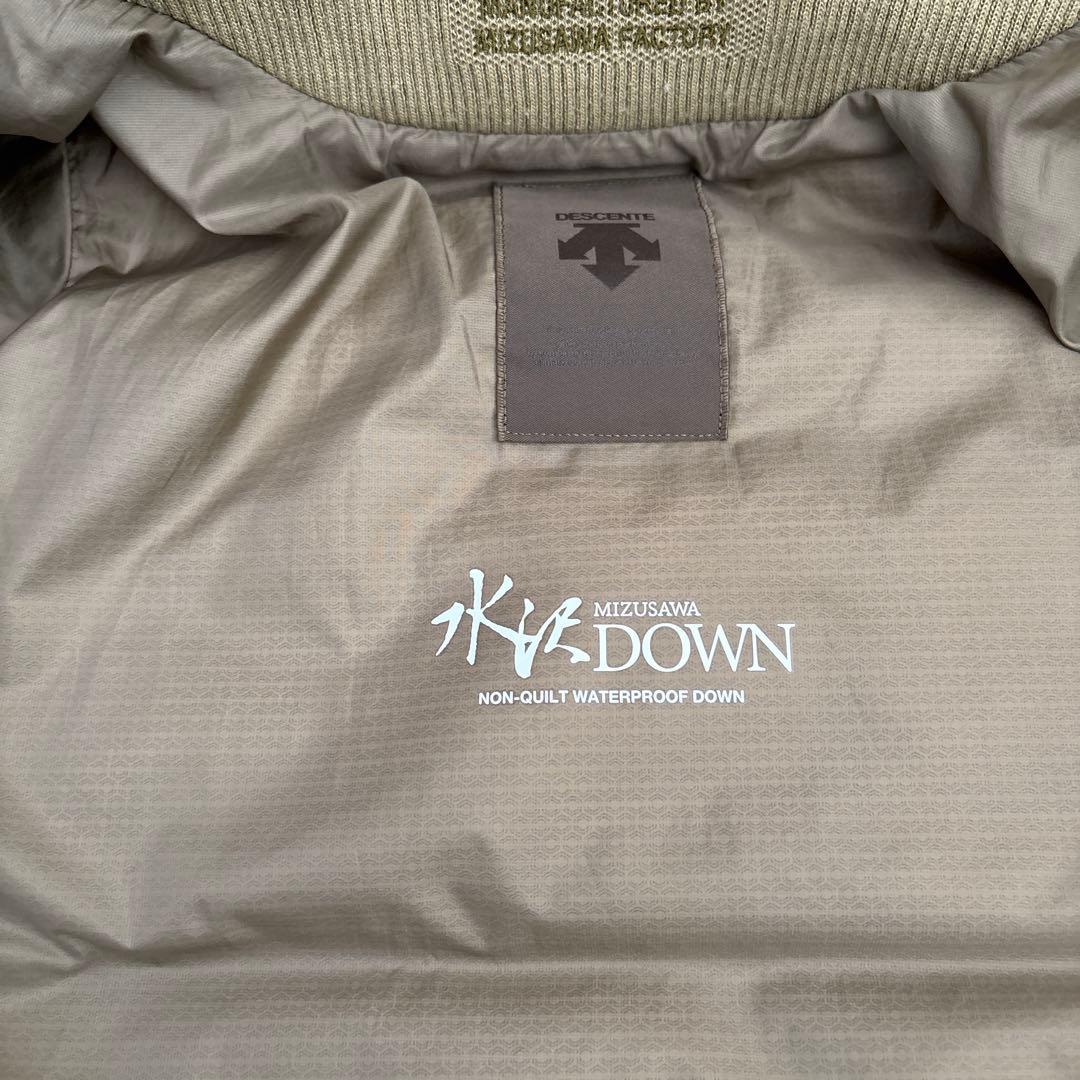 MANUFACTURED BY
MIZUSAWA FACTORY
DESCENTE
水沢 MIZUSAWA DOWN
NON-QUILT WATERPROOF DOWN